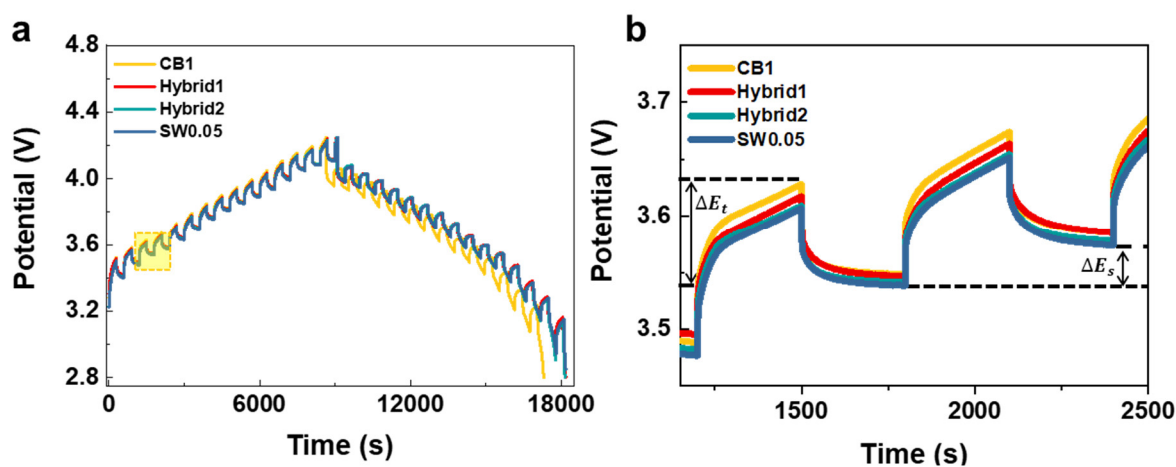 a
4.8
4.4
4.0
3.6
3.2
2.8
Potential (V)
CB1
Hybrid1
Hybrid2
SW0.05
0
6000
12000
18000
Time (s)
b
3.7
3.6
3.5
Potential (V)
CB1
Hybrid1
Hybrid2
SW0.05
ΔEt
ΔEs
1500
2000
2500
Time (s)